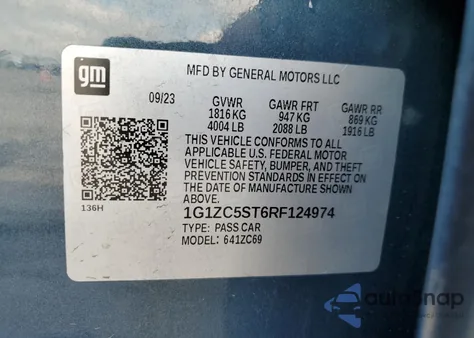 gm
MFD BY GENERAL MOTORS LLC
09/23 GVWR GAWR FRT GAWR RR
1816 KG 947 KG 869 KG
4004 LB 2088 LB 1916 LB
THIS VEHICLE CONFORMS TO ALL
APPLICABLE U.S. FEDERAL MOTOR
VEHICLE SAFETY, BUMPER, AND THEFT
PREVENTION STANDARDS IN EFFECT ON
THE DATE OF MANUFACTURE SHOWN
ABOVE.
136H
1G1ZC5ST6RF124974
TYPE: PASS CAR
MODEL: 641ZC69
autosnap